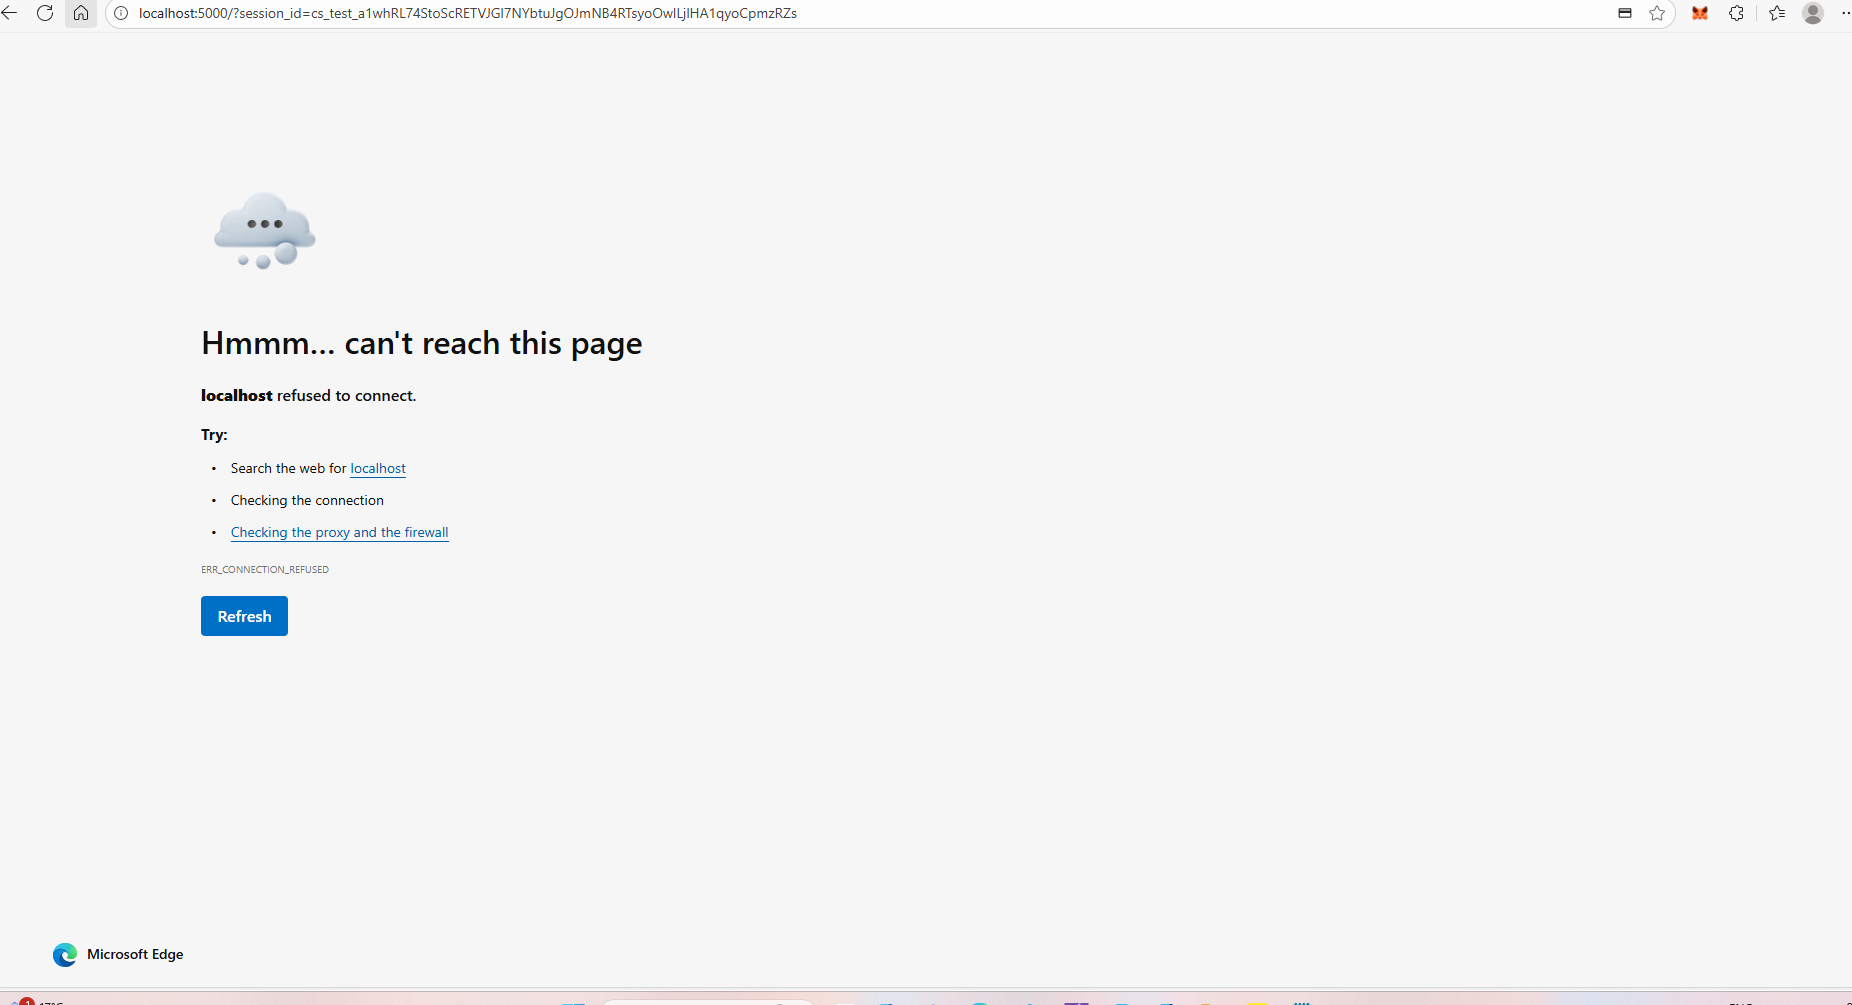 localhost:5000/?session_id=cs_test_a1whRL74StoScRETVJGI7NYbtuJgOJmNB4RTsyoOwILjlHA1qyoCpmzRZs
Hmmm... can't reach this page
localhost refused to connect.
Try:
• Search the web for localhost
• Checking the connection
• Checking the proxy and the firewall
ERR_CONNECTION_REFUSED
Refresh
Microsoft Edge